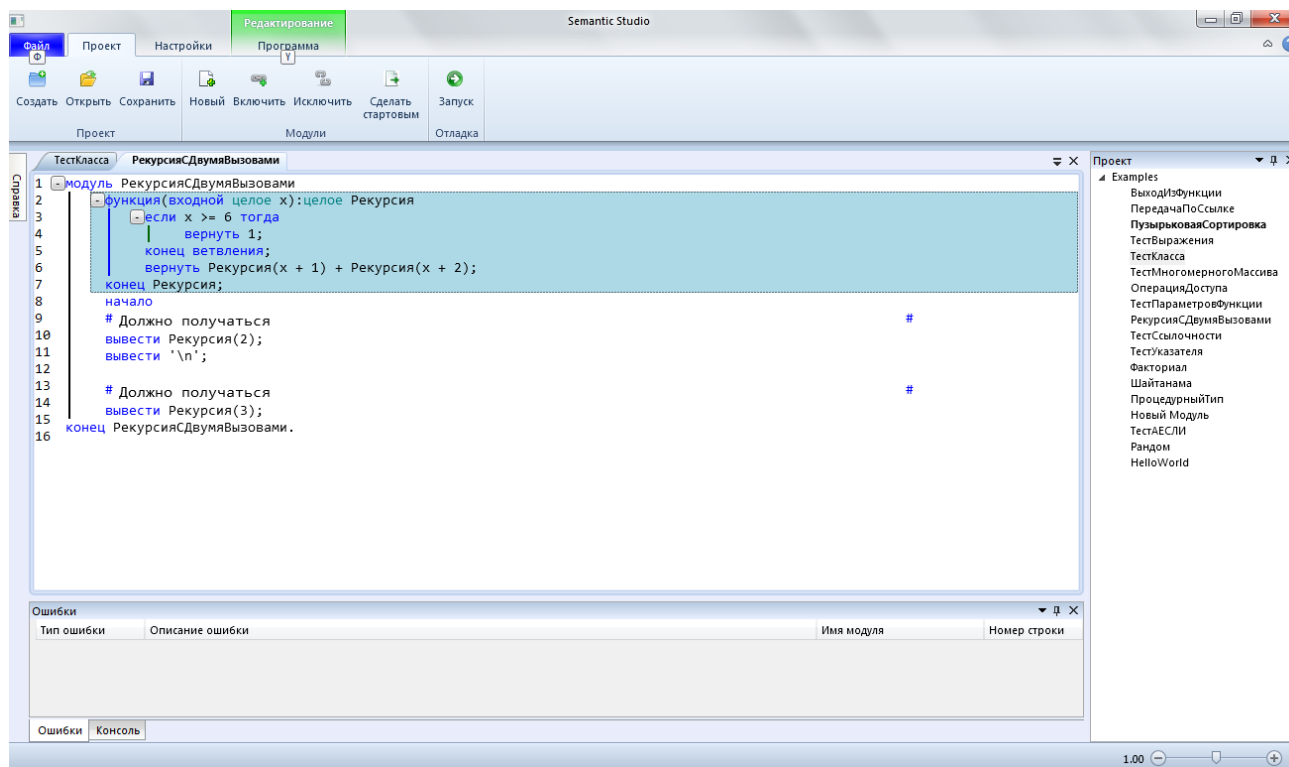 Редактирование
Semantic Studio
Файл Проект Настройки Программа
Ф Y
Создать Открыть Сохранить Новый Включить Исключить Сделать стартовым Запуск
Проект Модули Отладка
Справка
ТестКласса РекурсияСДвумяВызовами
1 модуль РекурсияСДвумяВызовами
2 функция(входной целое x):целое Рекурсия
3 если x >= 6 тогда
4 вернуть 1;
5 конец ветвления;
6 вернуть Рекурсия(x + 1) + Рекурсия(x + 2);
7 конец Рекурсия;
8 начало
9 # Должно получаться #
10 вывести Рекурсия(2);
11 вывести '\n';
12
13 # Должно получаться #
14 вывести Рекурсия(3);
15 конец РекурсияСДвумяВызовами.
16
Проект
Examples
ВыходИзФункции
ПередачаПоСсылке
ПузырьковаяСортировка
ТестВыражения
ТестКласса
ТестМногомерногоМассива
ОперацияДоступа
ТестПараметровФункции
РекурсияСДвумяВызовами
ТестСсылочности
ТестУказателя
Факториал
Шайтанама
ПроцедурныйТип
Новый Модуль
ТестАЕСЛИ
Рандом
HelloWorld
Ошибки
Тип ошибки Описание ошибки Имя модуля Номер строки
Ошибки Консоль
1.00